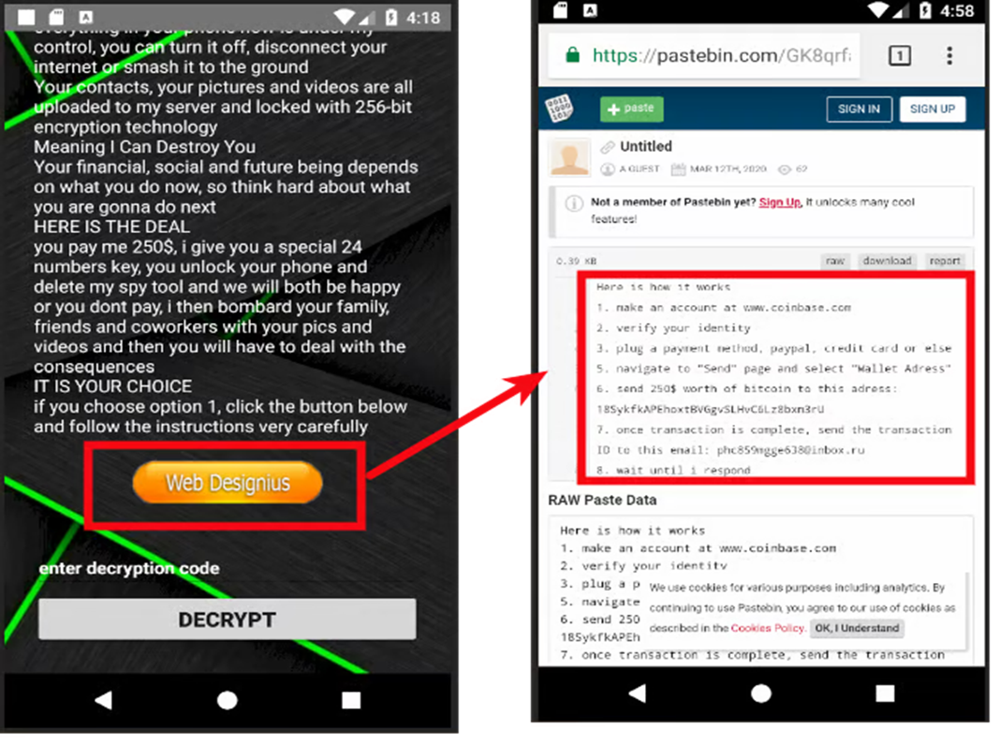 4:18
everything in your phone now is under my
control, you can turn it off, disconnect your
internet or smash it to the ground
Your contacts, your pictures and videos are all
uploaded to my server and locked with 256-bit
encryption technology
Meaning I Can Destroy You
Your financial, social and future being depends
on what you do now, so think hard about what
you are gonna do next
HERE IS THE DEAL
you pay me 250$, i give you a special 24
numbers key, you unlock your phone and
delete my spy tool and we will both be happy
or you dont pay, i then bombard your family,
friends and coworkers with your pics and
videos and then you will have to deal with the
consequences
IT IS YOUR CHOICE
if you choose option 1, click the button below
and follow the instructions very carefully
Web Designius
enter decryption code
DECRYPT
4:58
https://pastebin.com/GK8qrf
1
+ paste
SIGN IN
SIGN UP
Untitled
A GUEST MAR 12TH, 2020 62
Not a member of Pastebin yet? Sign Up, it unlocks many cool
features!
0.39 KB
raw download report
Here is how it works
1. make an account at www.coinbase.com
2. verify your identity
3. plug a payment method, paypal, credit card or else
5. navigate to "Send" page and select "Wallet Adress"
6. send 250$ worth of bitcoin to this adress:
18SykfkAPEhoxtBVGgvSLHvC6Lz8bxm3rU
7. once transaction is complete, send the transaction
ID to this email: phc859mgge638@inbox.ru
8. wait until i respond
RAW Paste Data
Here is how it works
1. make an account at www.coinbase.com
2. verify your identity
3. plug a p
5. navigate
6. send 250
18SykfkAPEh
7. once transaction is complete, send the transaction
We use cookies for various purposes including analytics. By
continuing to use Pastebin, you agree to our use of cookies as
described in the Cookies Policy. OK, I Understand